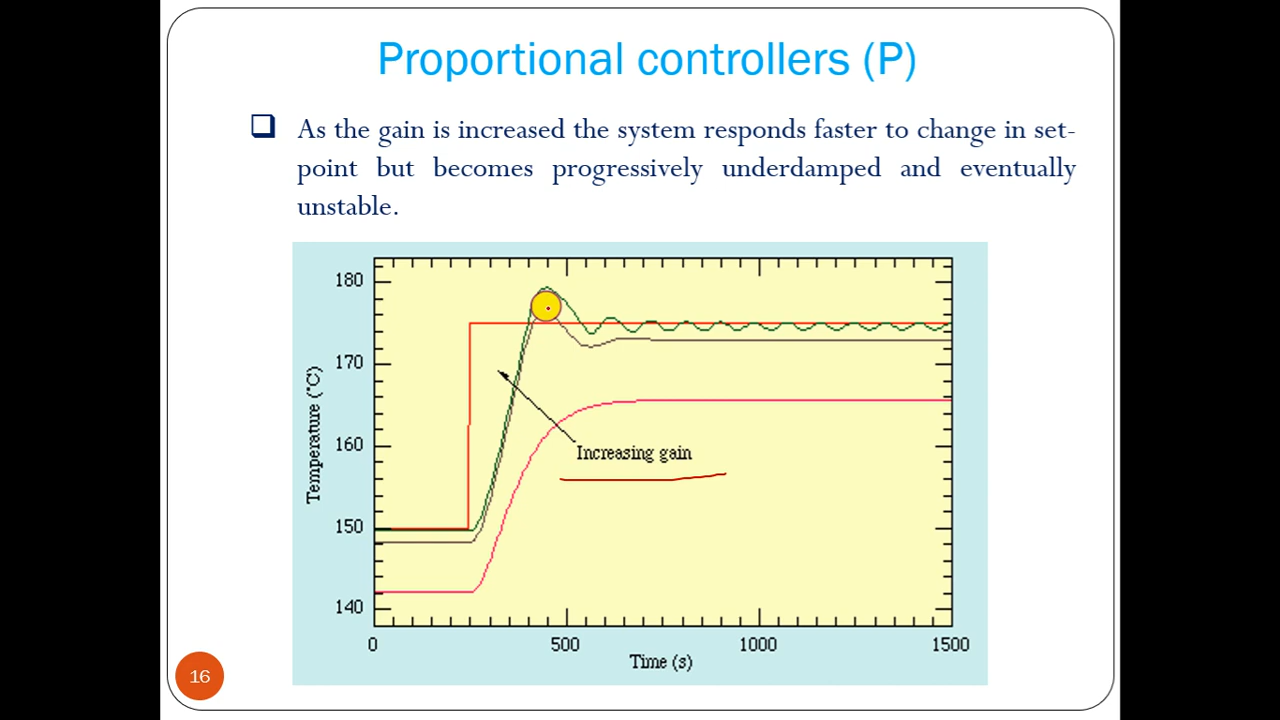 Proportional controllers (P)
As the gain is increased the system responds faster to change in set-
point but becomes progressively underdamped and eventually
unstable.
180
170
160
150
140
Temperature (°C)
Increasing gain
0 500 1000 1500
Time (s)
16